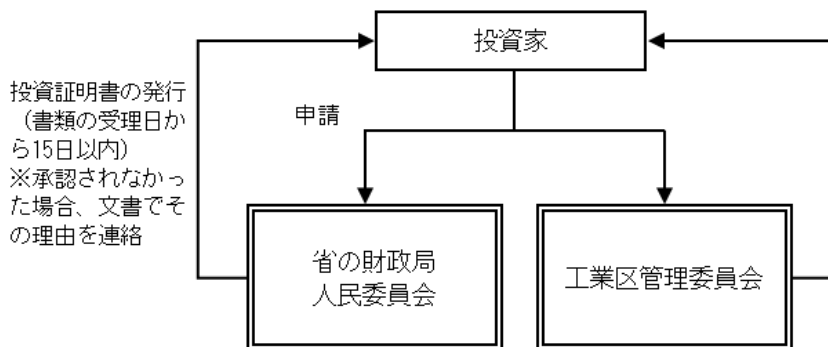 投資家
投資証明書の発行
（書類の受理日か
ら15日以内）
※承認されなかっ
た場合、文書でそ
の理由を連絡
申請
省の財政局
人民委員会
工業区管理委員会